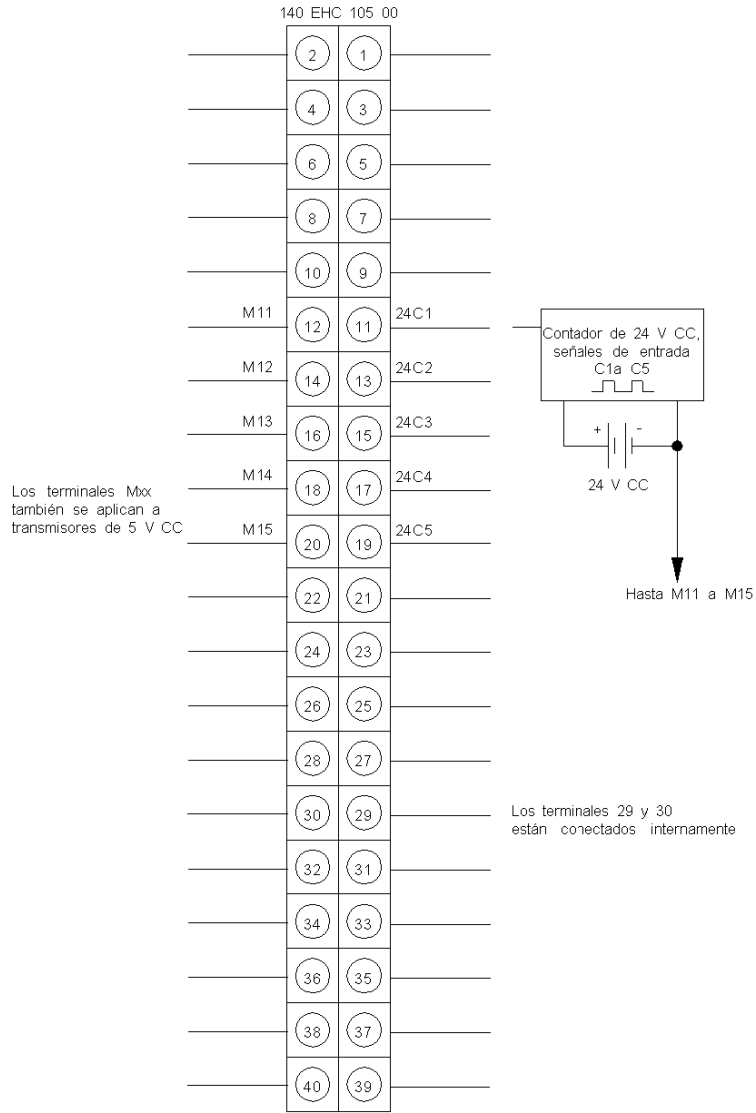 140 EHC 105 00
2 1
4 3
6 5
8 7
10 9
M11 12 11 24C1
M12 14 13 24C2
M13 16 15 24C3
M14 18 17 24C4
M15 20 19 24C5
22 21
24 23
26 25
28 27
30 29
32 31
34 33
36 35
38 37
40 39
Los terminales Mxx
también se aplican a
transmisores de 5 V CC
Contador de 24 V CC,
señales de entrada
C1a C5
+ -
24 V CC
Hasta M11 a M15
Los terminales 29 y 30
están conectados internamente